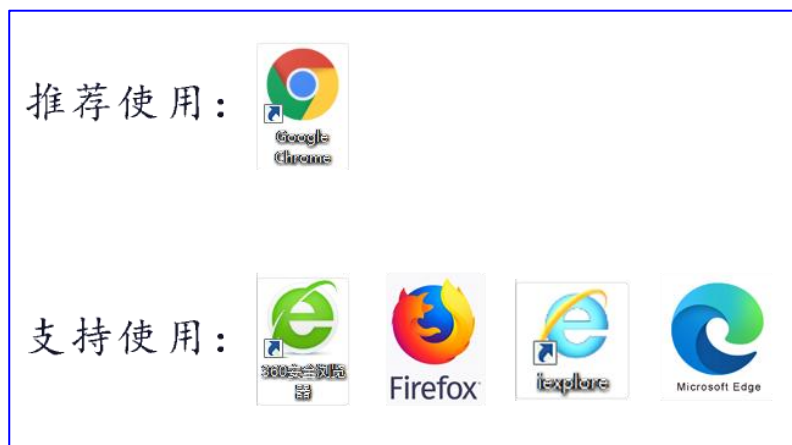 推荐使用：
Google
Chrome
支持使用：
360安全浏览
器
Firefox
iexplore
Microsoft Edge